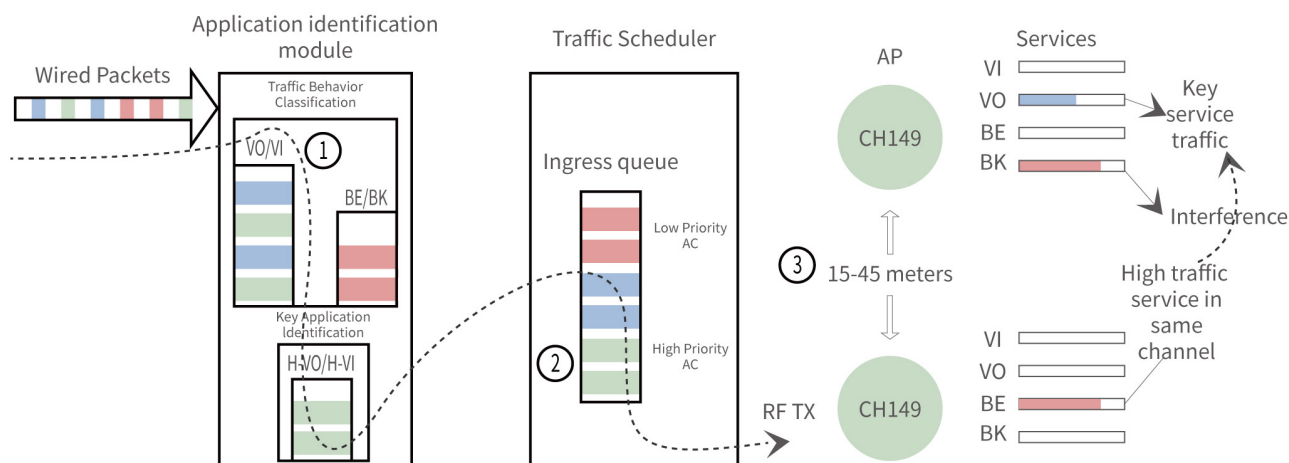 Wired Packets
Application identification
module
Traffic Behavior
Classification
VO/VI
1
BE/BK
Key Application
Identification
H-VO/H-VI
Traffic Scheduler
Ingress queue
Low Priority
AC
2
High Priority
AC
RF TX
AP
CH149
3
15-45 meters
CH149
Services
VI
VO
BE
BK
Key
service
traffic
Interference
High traffic
service in
same
channel
VI
VO
BE
BK